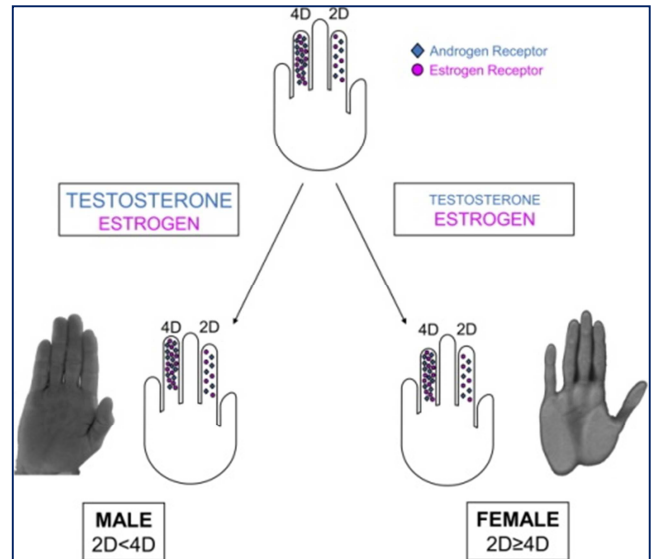 4D 2D
Androgen Receptor
Estrogen Receptor
TESTOSTERONE
ESTROGEN
TESTOSTERONE
ESTROGEN
4D 2D
4D 2D
MALE
2D<4D
FEMALE
2D≥4D